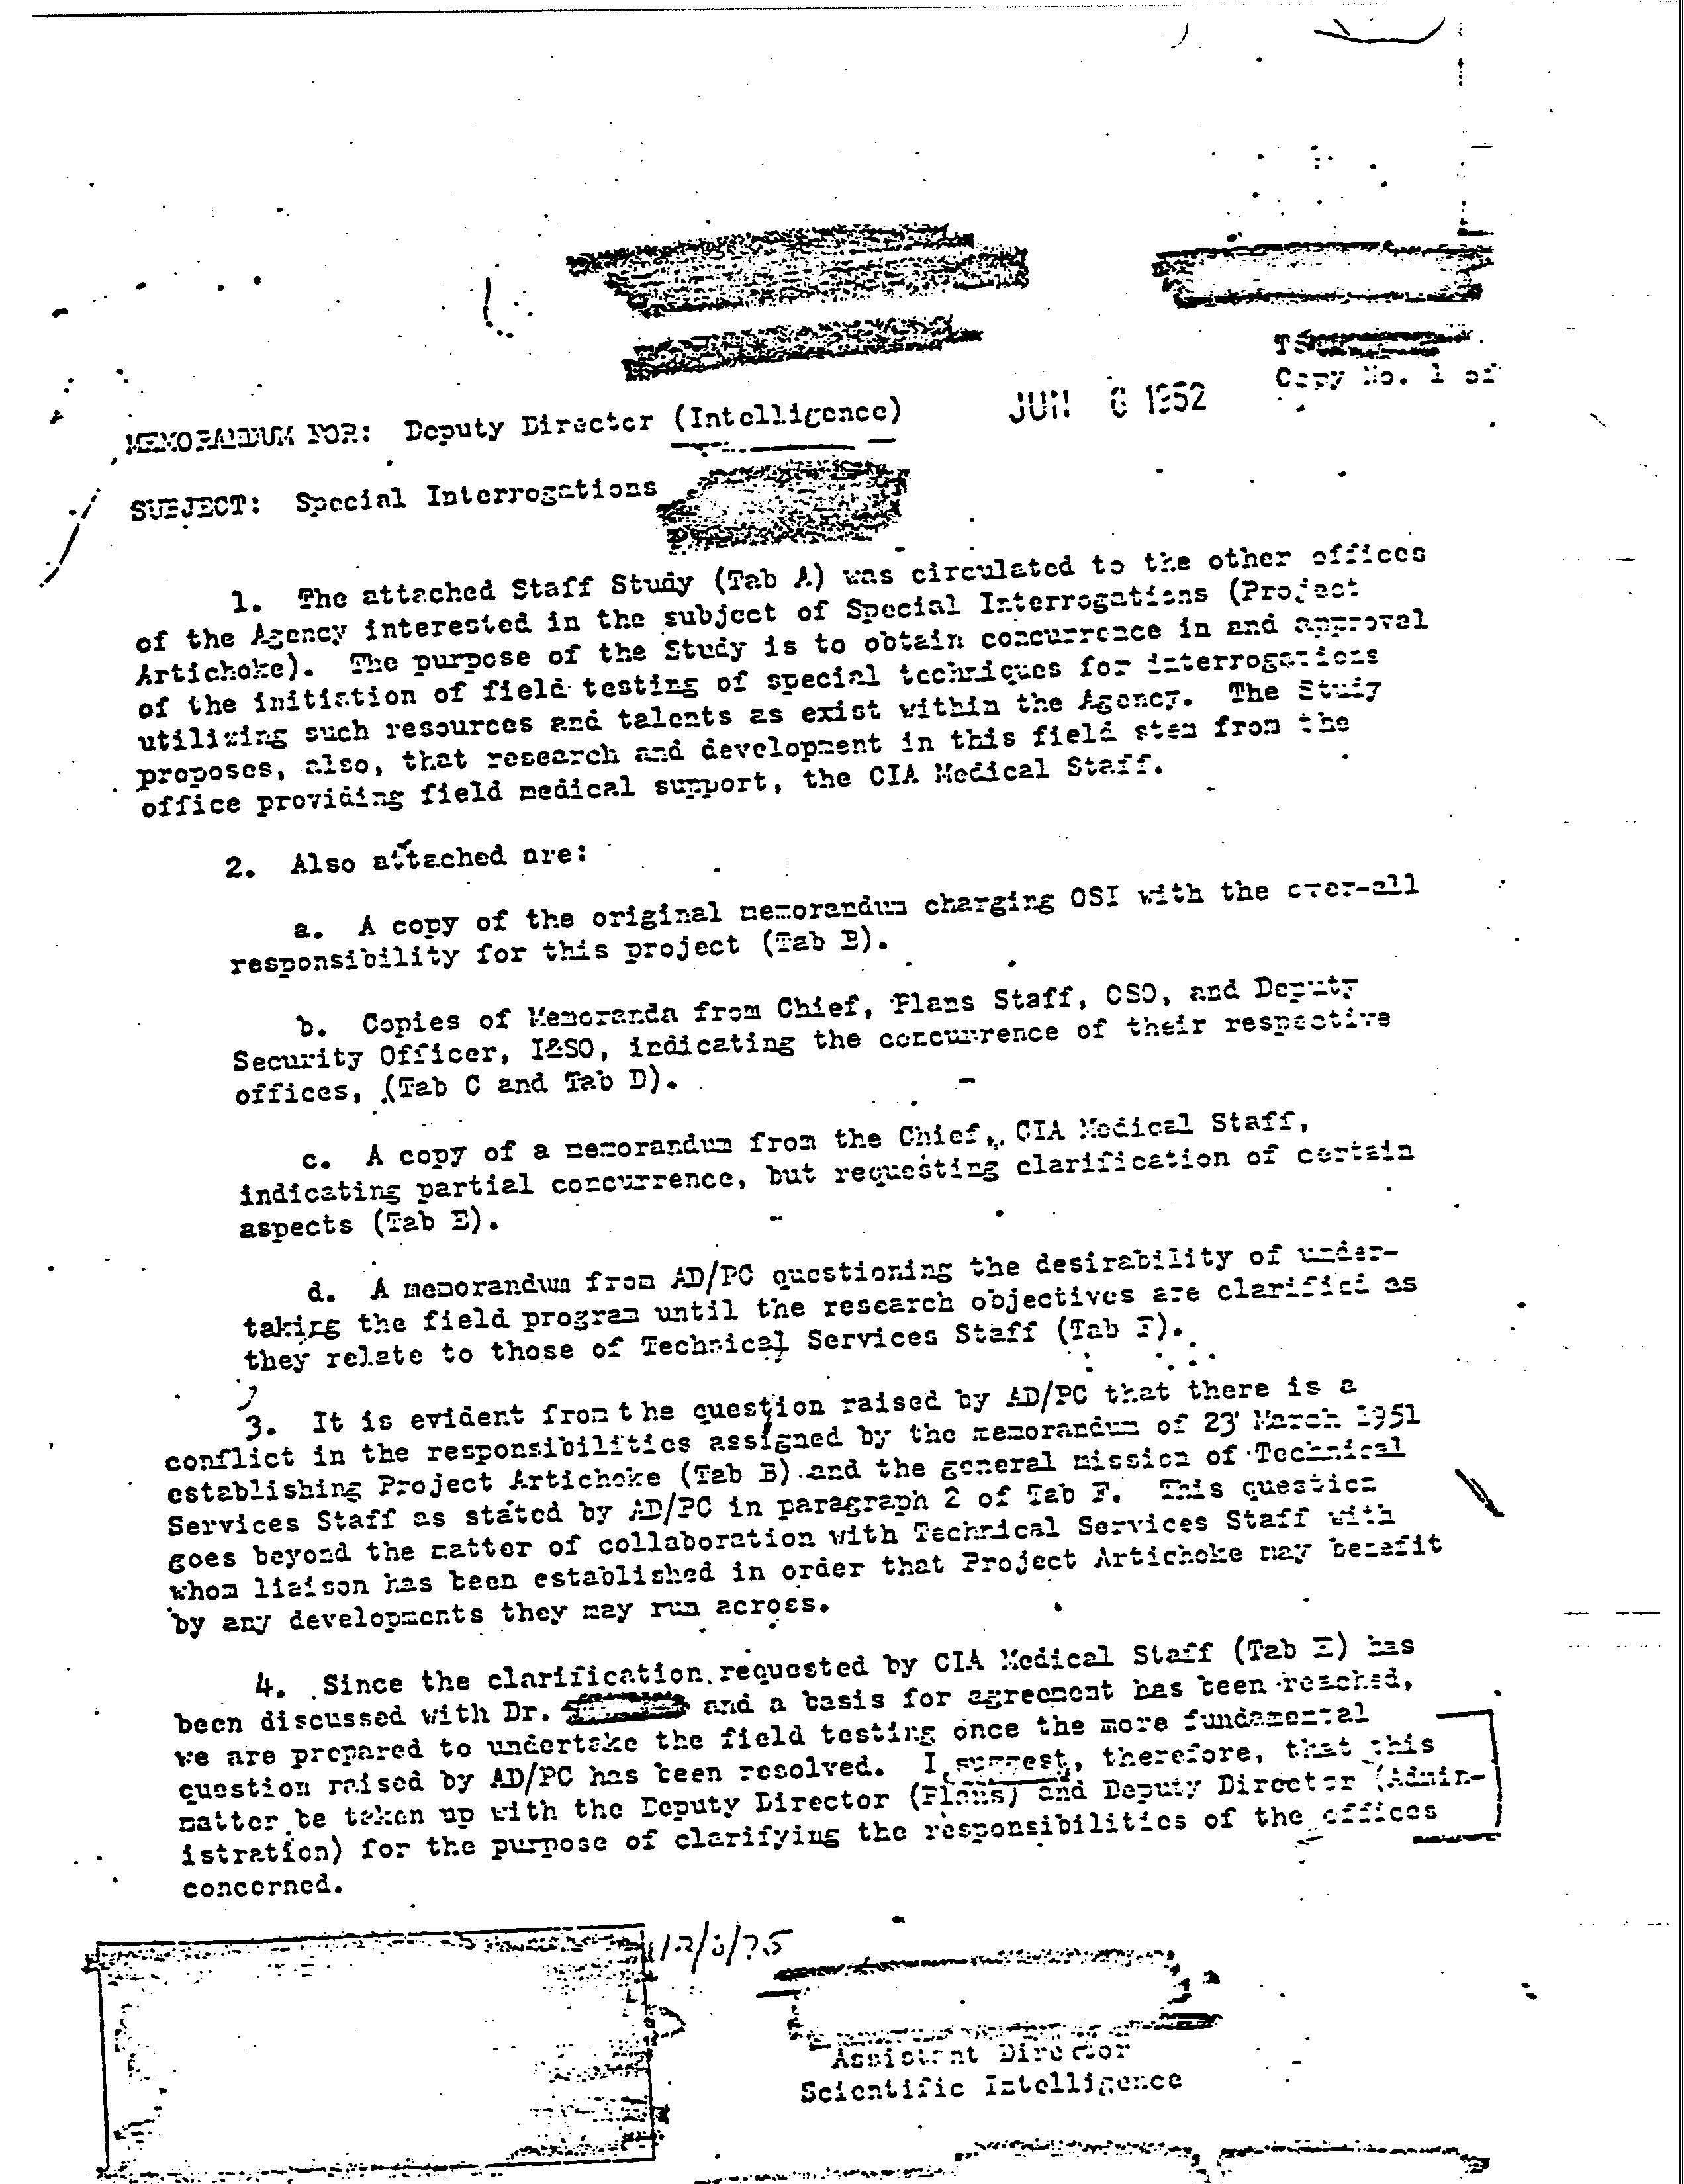 Copy No. 1 of
JUN 6 1952
MEMORANDUM FOR: Deputy Director (Intelligence)
SUBJECT: Special Interrogations
1. The attached Staff Study (Tab A) was circulated to the other offices
of the Agency interested in the subject of Special Interrogations (Project
Artichoke). The purpose of the Study is to obtain concurrence in and approval
of the initiation of field testing of special techniques for interrogations
utilizing such resources and talents as exist within the Agency. The Study
proposes, also, that research and development in this field stem from the
office providing field medical support, the CIA Medical Staff.
2. Also attached are:
a. A copy of the original memorandum charging OSI with the over-all
responsibility for this project (Tab B).
b. Copies of Memoranda from Chief, Plans Staff, OSO, and Deputy
Security Officer, I&SO, indicating the concurrence of their respective
offices, (Tab C and Tab D).
c. A copy of a memorandum from the Chief, CIA Medical Staff,
indicating partial concurrence, but requesting clarification of certain
aspects (Tab E).
d. A memorandum from AD/PC questioning the desirability of under-
taking the field program until the research objectives are clarified as
they relate to those of Technical Services Staff (Tab F).
3. It is evident from t he question raised by AD/PC that there is a
conflict in the responsibilities assigned by the memorandum of 23 March 1951
establishing Project Artichoke (Tab B) and the general mission of Technical
Services Staff as stated by AD/PC in paragraph 2 of Tab F. This question
goes beyond the matter of collaboration with Technical Services Staff with
whom liaison has been established in order that Project Artichoke may benefit
by any developments they may run across.
4. Since the clarification requested by CIA Medical Staff (Tab E) has
been discussed with Dr. and a basis for agreement has been reached,
we are prepared to undertake the field testing once the more fundamental
question raised by AD/PC has been resolved. I suggest, therefore, that this
matter be taken up with the Deputy Director (Plans) and Deputy Director (Admin-
istration) for the purpose of clarifying the responsibilities of the offices
concerned.
Assistant Director
Scientific Intelligence